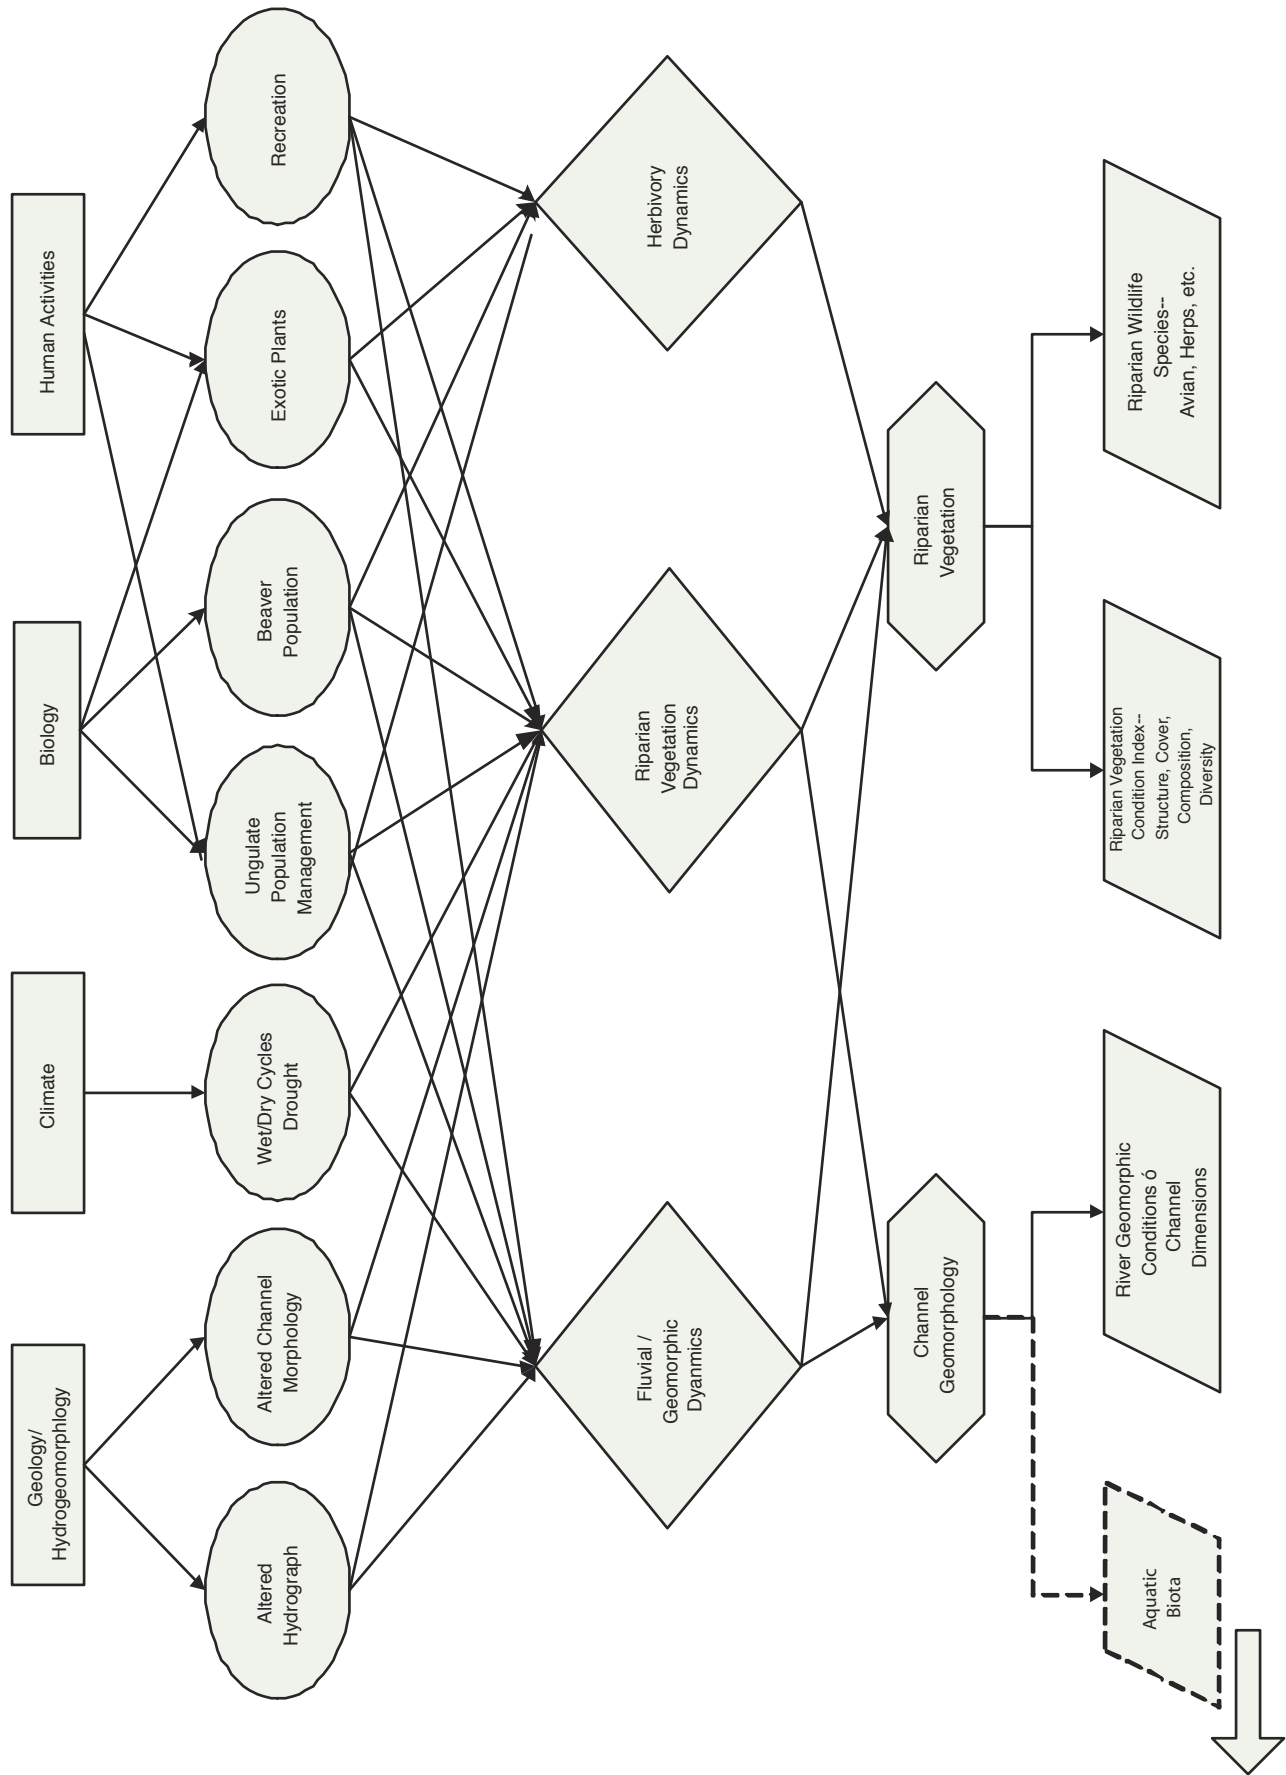 Geology/
Hydrogeomorphlogy
Climate
Biology
Human Activities
Altered
Hydrograph
Altered Channel
Morphology
Wet/Dry Cycles
Drought
Ungulate
Population
Management
Beaver
Population
Exotic Plants
Recreation
Fluvial /
Geomorphic
Dyanmics
Riparian
Vegetation
Dynamics
Herbivory
Dynamics
Channel
Geomorphology
Riparian
Vegetation
Aquatic
Biota
River Geomorphic
Conditions ó
Channel
Dimensions
Riparian Vegetation
Condition Index--
Structure, Cover,
Composition,
Diversity
Riparian Wildlife
Species--
Avian, Herps, etc.